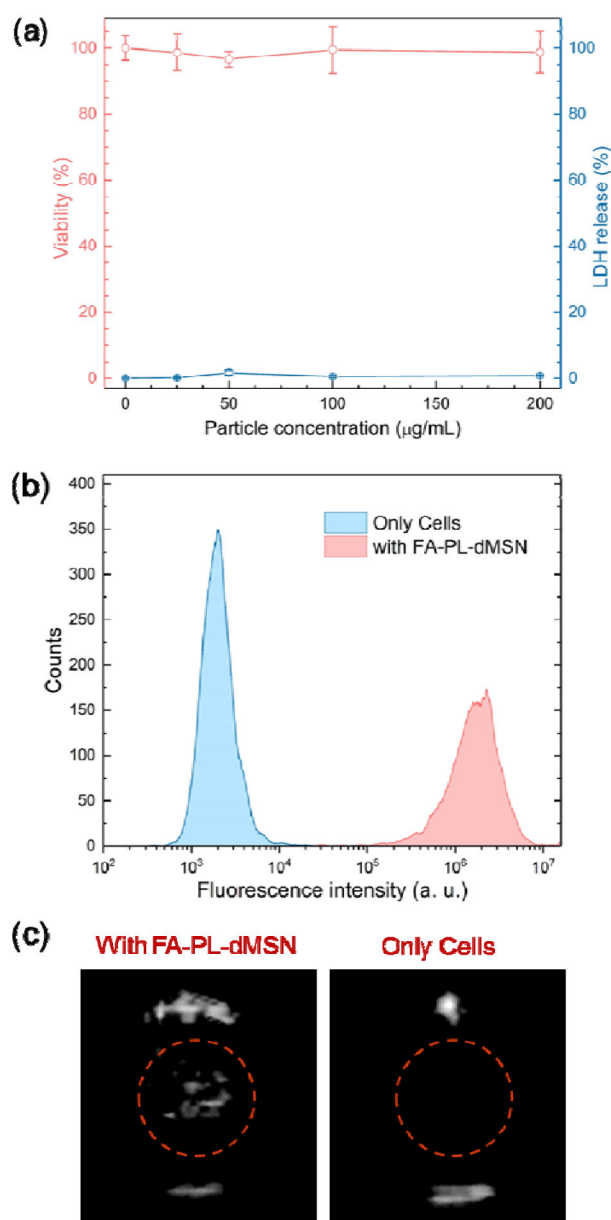 (a)
100
80
60
40
20
0
Viability (%)
100
80
60
40
20
0
LDH release (%)
0 50 100 150 200
Particle concentration (μg/mL)
(b)
400
350
300
250
200
150
100
50
0
Counts
Only Cells
with FA-PL-dMSN
10² 10³ 10⁴ 10⁵ 10⁶ 10⁷
Fluorescence intensity (a. u.)
(c)
With FA-PL-dMSN Only Cells